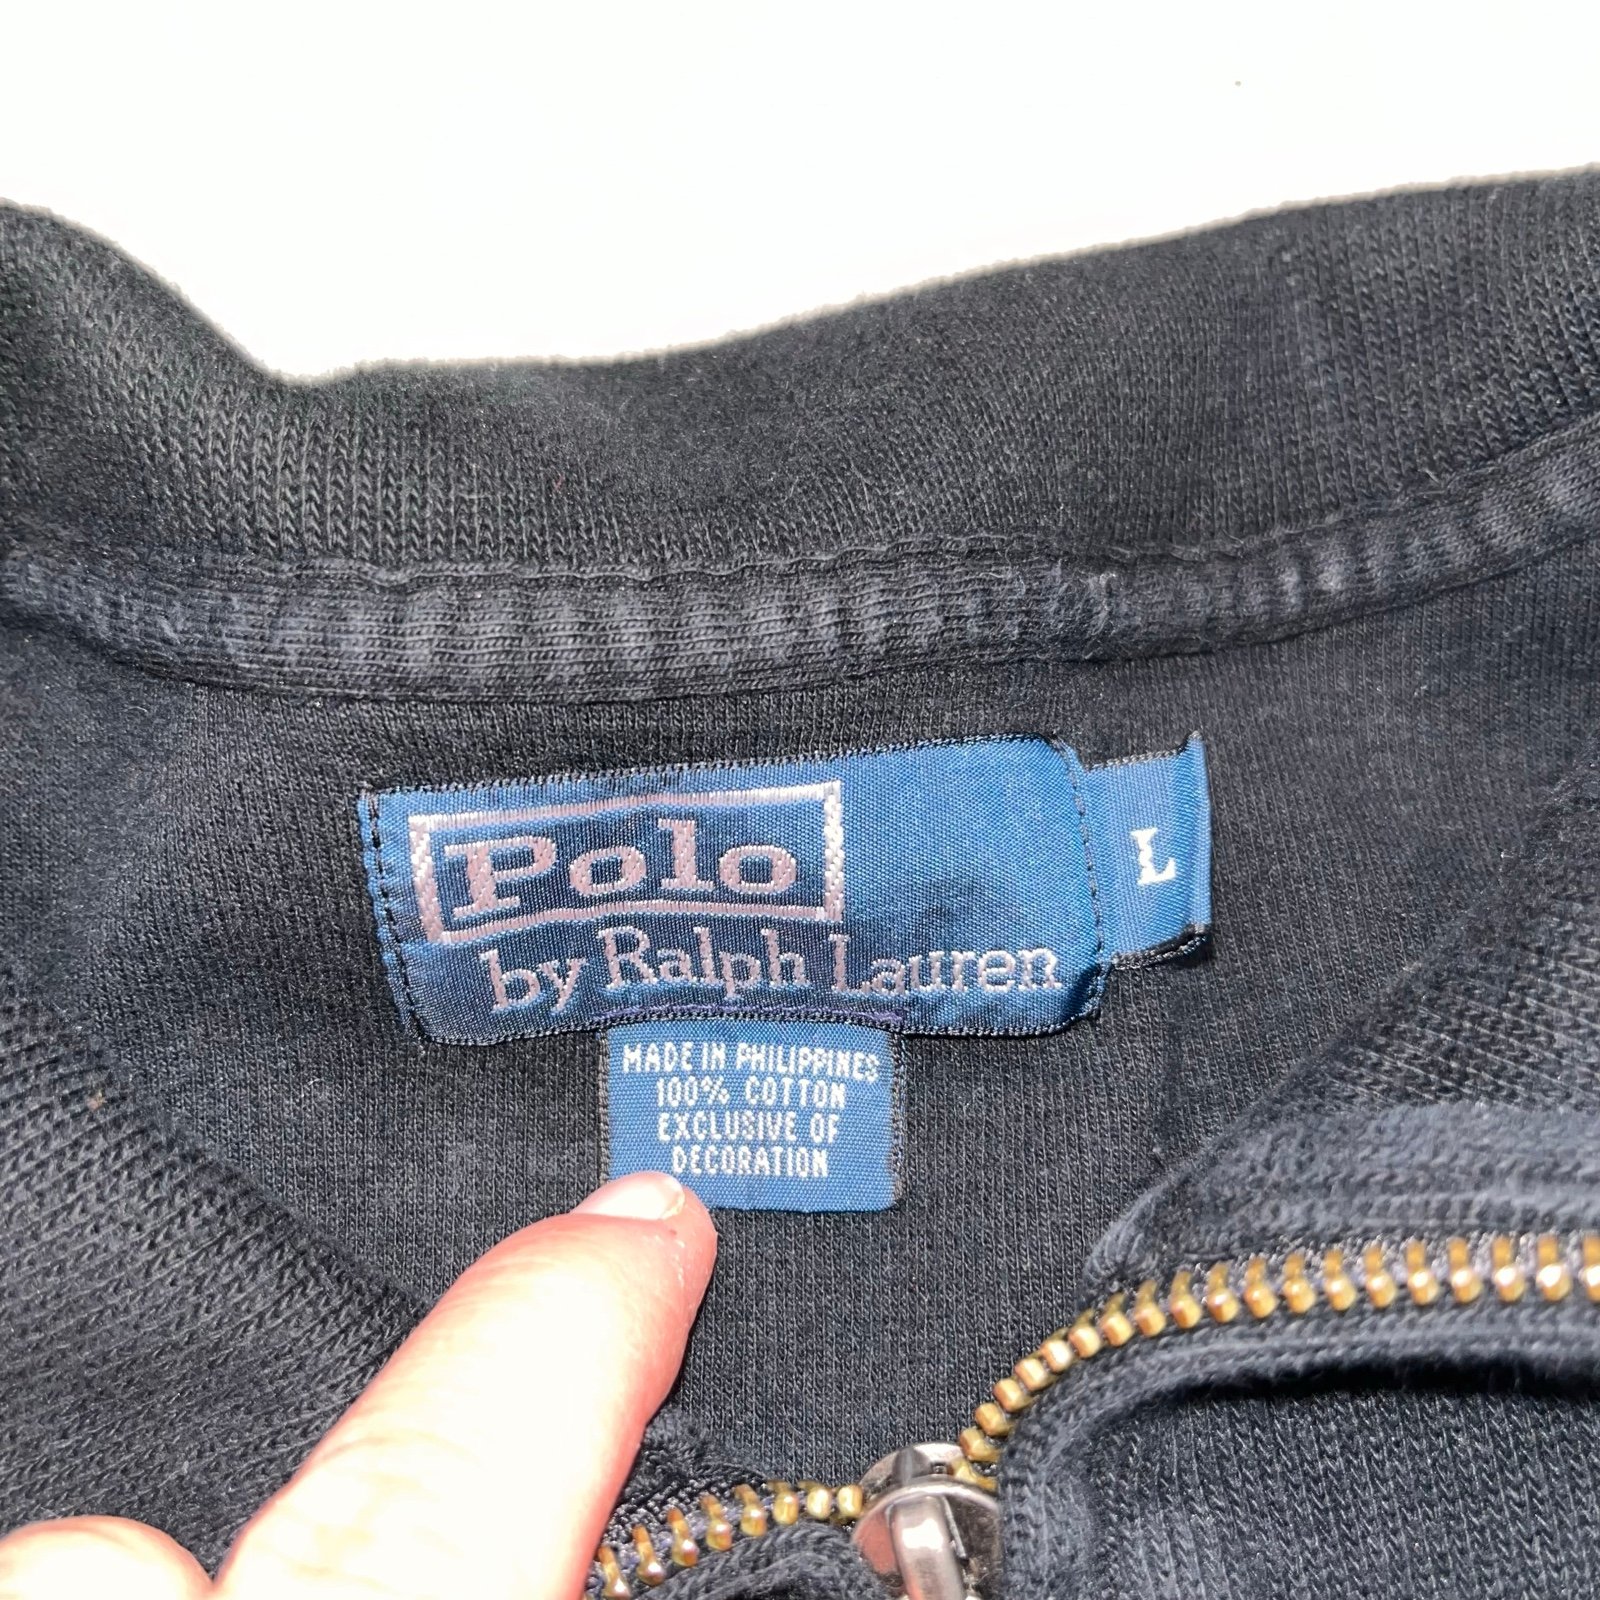 Polo
by Ralph Lauren
L
MADE IN PHILIPPINES
100% COTTON
EXCLUSIVE OF
DECORATION